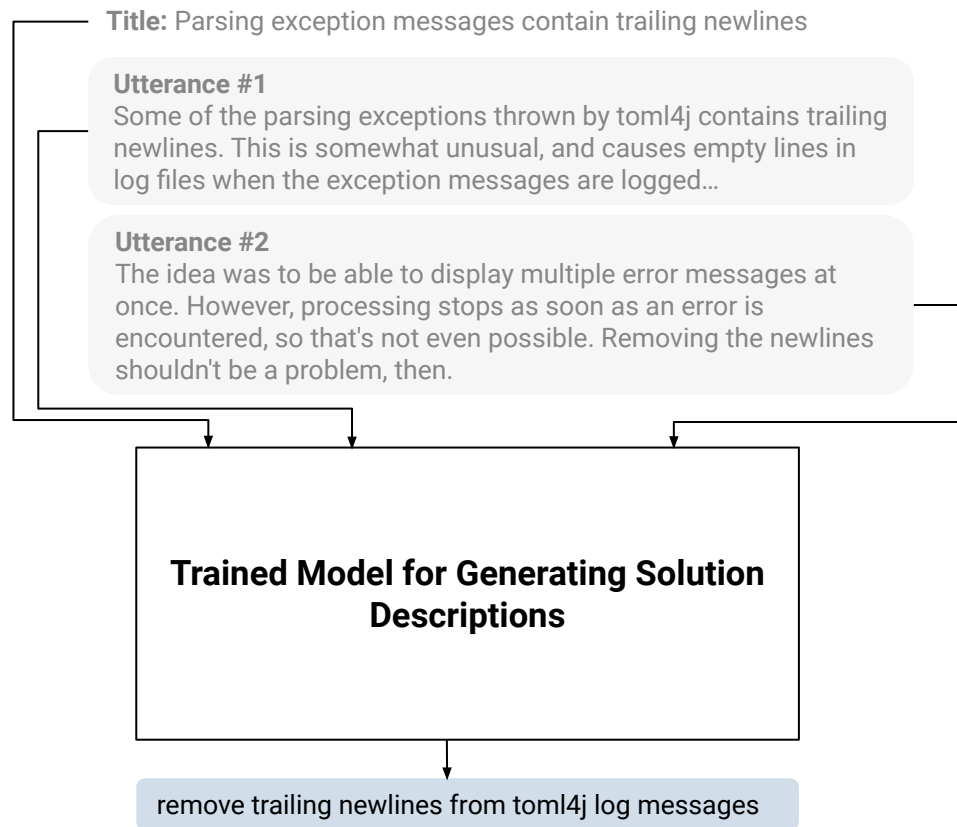 Title: Parsing exception messages contain trailing newlines
Utterance #1
Some of the parsing exceptions thrown by toml4j contains trailing
newlines. This is somewhat unusual, and causes empty lines in
log files when the exception messages are logged…
Utterance #2
The idea was to be able to display multiple error messages at
once. However, processing stops as soon as an error is
encountered, so that's not even possible. Removing the newlines
shouldn't be a problem, then.
Trained Model for Generating Solution
Descriptions
remove trailing newlines from toml4j log messages